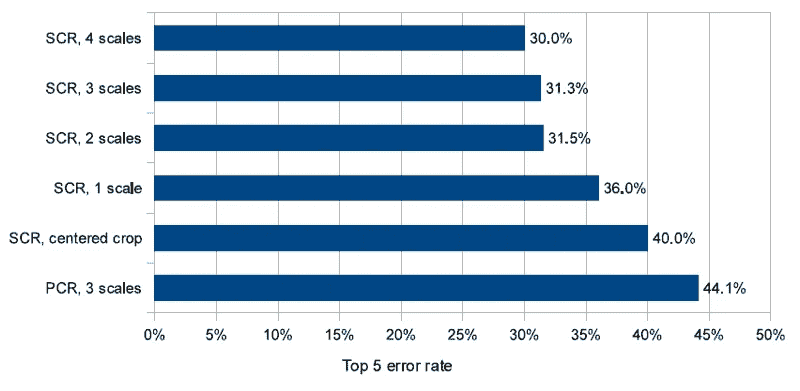 SCR, 4 scales 30.0%
SCR, 3 scales 31.3%
SCR, 2 scales 31.5%
SCR, 1 scale 36.0%
SCR, centered crop 40.0%
PCR, 3 scales 44.1%
0% 5% 10% 15% 20% 25% 30% 35% 40% 45% 50%
Top 5 error rate